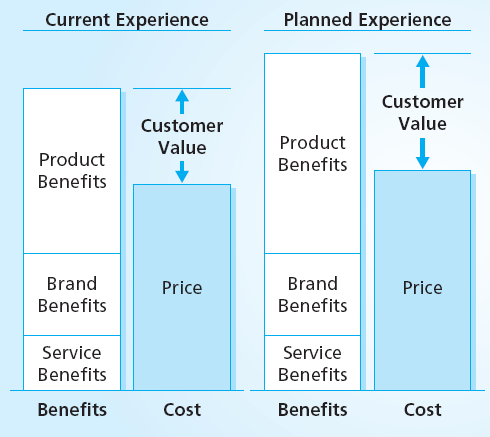 Current Experience
Customer
Value
Product
Benefits
Brand
Benefits
Price
Service
Benefits
Benefits
Cost
Planned Experience
Customer
Value
Product
Benefits
Brand
Benefits
Price
Service
Benefits
Benefits
Cost